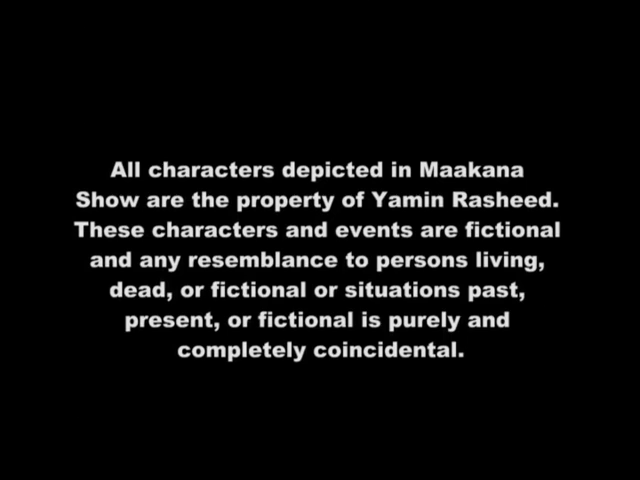 All characters depicted in Maakana
Show are the property of Yamin Rasheed.
These characters and events are fictional
and any resemblance to persons living,
dead, or fictional or situations past,
present, or fictional is purely and
completely coincidental.